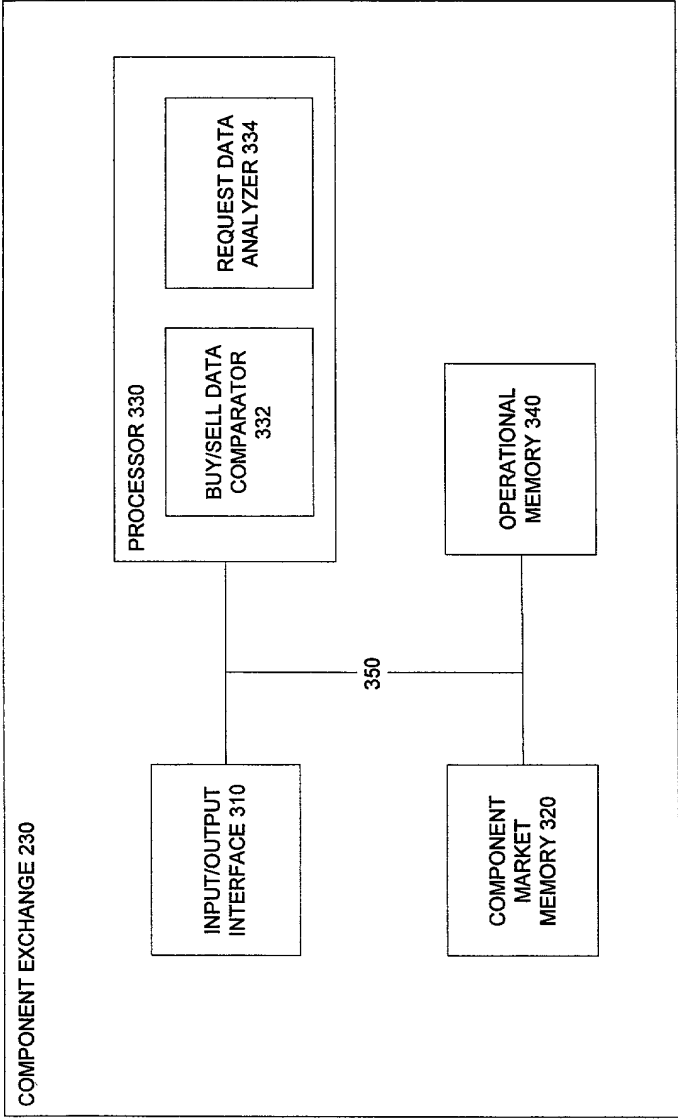 COMPONENT EXCHANGE 230
INPUT/OUTPUT
INTERFACE 310
PROCESSOR 330
BUY/SELL DATA
COMPARATOR
332
REQUEST DATA
ANALYZER 334
350
COMPONENT
MARKET
MEMORY 320
OPERATIONAL
MEMORY 340